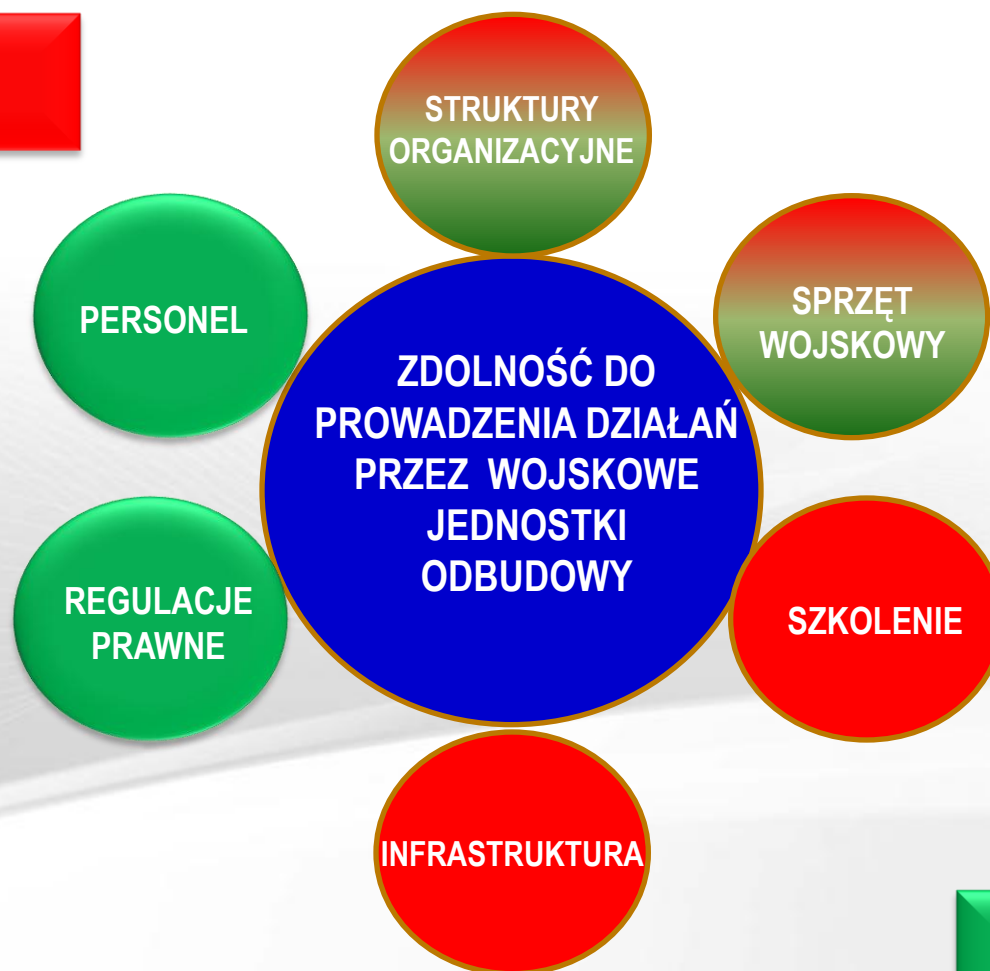 STRUKTURY
ORGANIZACYJNE
PERSONEL
SPRZĘT
WOJSKOWY
ZDOLNOŚĆ DO
PROWADZENIA DZIAŁAŃ
PRZEZ WOJSKOWE
JEDNOSTKI
ODBUDOWY
REGULACJE
PRAWNE
SZKOLENIE
INFRASTRUKTURA